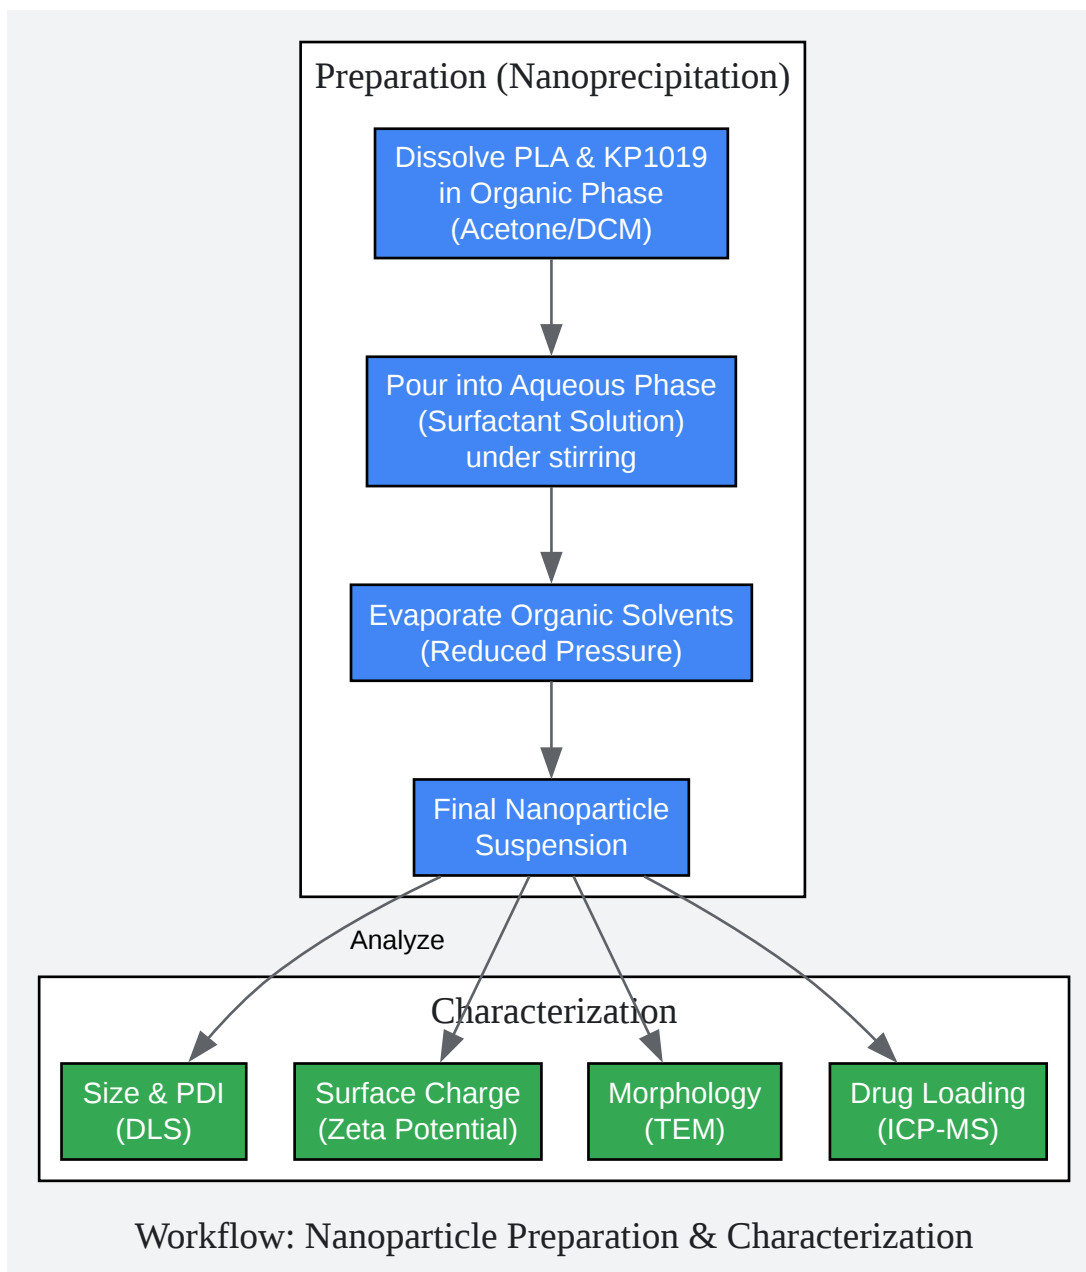 Preparation (Nanoprecipitation)
Dissolve PLA & KP1019
in Organic Phase
(Acetone/DCM)
Pour into Aqueous Phase
(Surfactant Solution)
under stirring
Evaporate Organic Solvents
(Reduced Pressure)
Final Nanoparticle
Suspension
Analyze
Characterization
Size & PDI
(DLS)
Surface Charge
(Zeta Potential)
Morphology
(TEM)
Drug Loading
(ICP-MS)
Workflow: Nanoparticle Preparation & Characterization